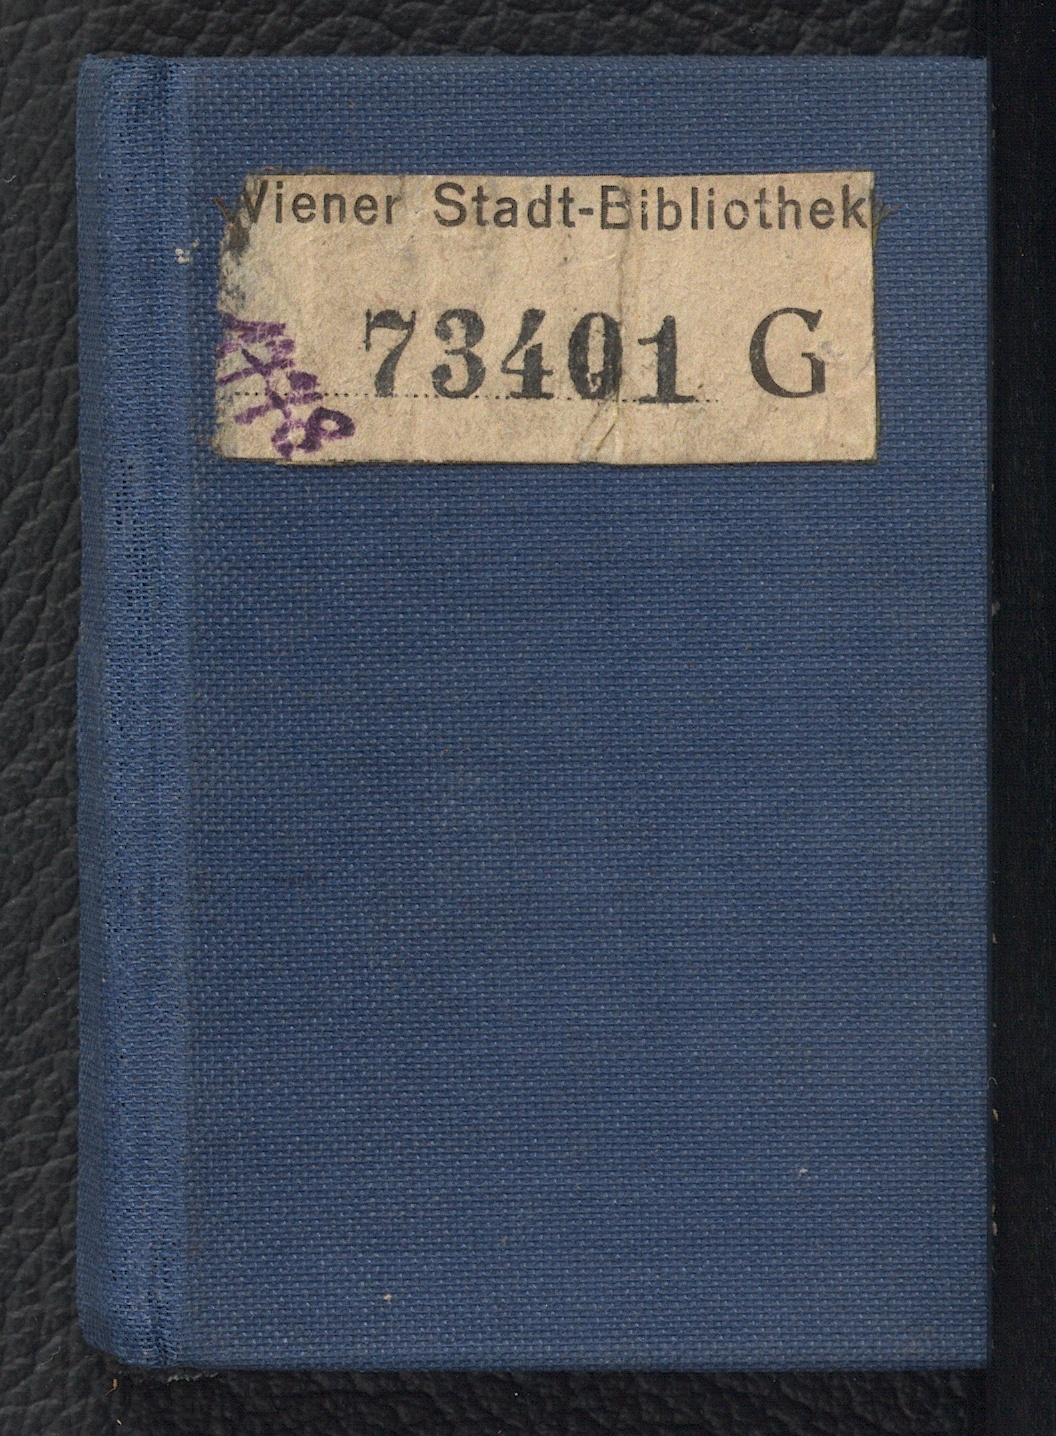 Wiener Stadt-Bibliothek
73401 G